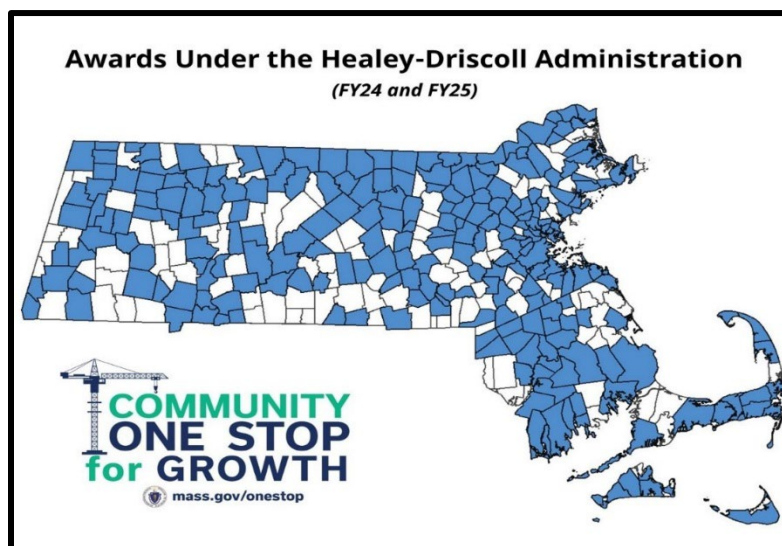 Awards Under the Healey-Driscoll Administration
(FY24 and FY25)
COMMUNITY
ONE STOP
for GROWTH
mass.gov/onestop